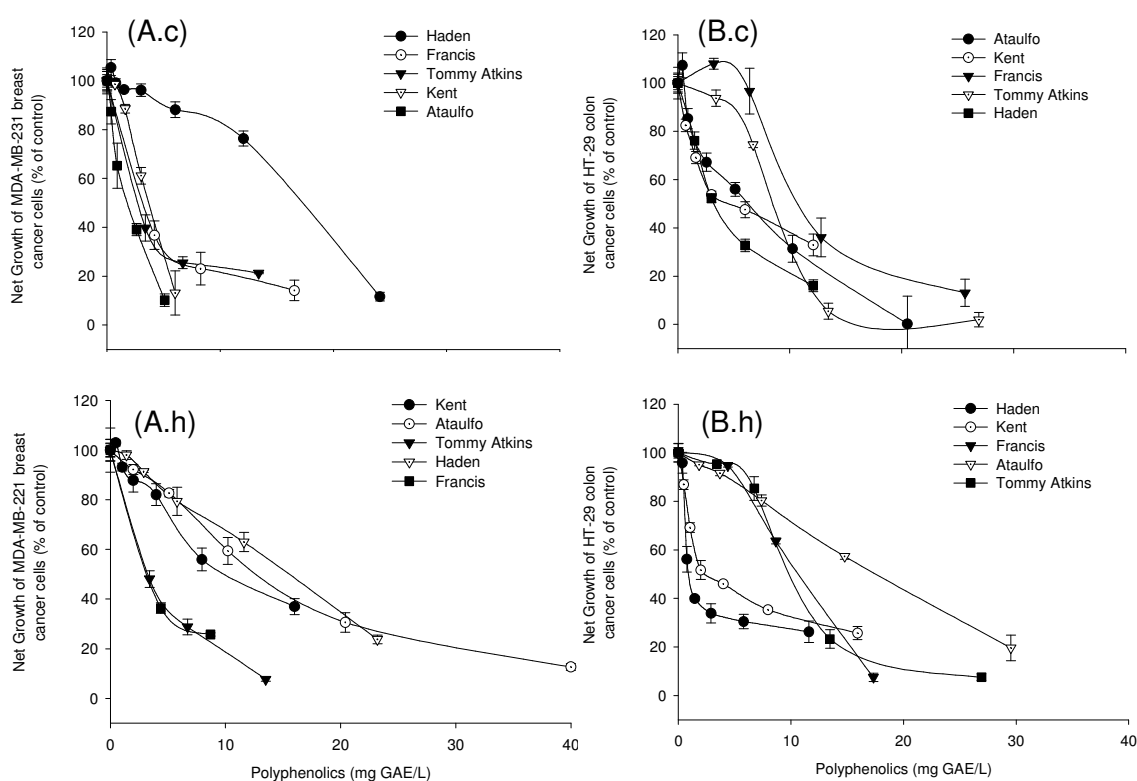 (A.c)
Haden
Francis
Tommy Atkins
Kent
Ataulfo
Net Growth of MDA-MB-231 breast
cancer cells (% of control)
120
100
80
60
40
20
0
(B.c)
Ataulfo
Kent
Francis
Tommy Atkins
Haden
Net Growth of HT-29 colon
cancer cells (% of control)
120
100
80
60
40
20
0
0
10
20
30
40
(A.h)
Kent
Ataulfo
Tommy Atkins
Haden
Francis
Net Growth of MDA-MB-221 breast
cancer cells (% of control)
120
100
80
60
40
20
0
0
10
20
30
40
Polyphenolics (mg GAE/L)
(B.h)
Haden
Kent
Francis
Ataulfo
Tommy Atkins
Net Growth of HT-29 colon
cancer cells (% of control)
120
100
80
60
40
20
0
0
10
20
30
40
Polyphenolics (mg GAE/L)